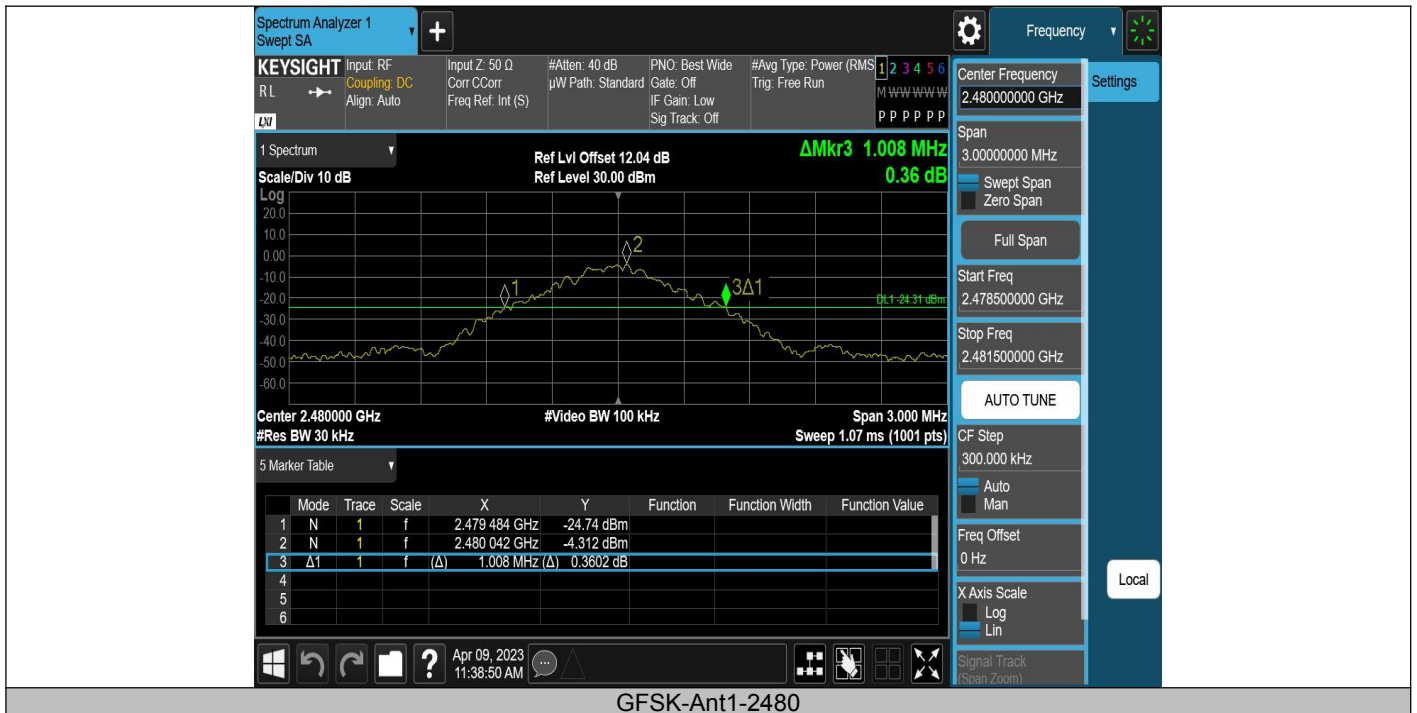 Spectrum Analyzer 1
Swept SA
+
Frequency
KEYSIGHT
RL
LXI
Input: RF
Coupling: DC
Align: Auto
Input Z: 50 Ω
Corr CCorr
Freq Ref: Int (S)
#Atten: 40 dB
µW Path: Standard
PNO: Best Wide
Gate: Off
IF Gain: Low
Sig Track: Off
#Avg Type: Power (RMS
Trig: Free Run
1 2 3 4 5 6
M W W W W W
P P P P P P
1 Spectrum
Scale/Div 10 dB
Ref Lvl Offset 12.04 dB
Ref Level 30.00 dBm
ΔMkr3 1.008 MHz
0.36 dB
Log
20.0
10.0
0.00
-10.0
-20.0
-30.0
-40.0
-50.0
-60.0
1
2
3Δ1
DL1 -24.31 dBm
Center 2.480000 GHz
#Video BW 100 kHz
Span 3.000 MHz
#Res BW 30 kHz
Sweep 1.07 ms (1001 pts)
5 Marker Table
Mode Trace Scale X Y Function Function Width Function Value
1 N 1 f 2.479 484 GHz -24.74 dBm
2 N 1 f 2.480 042 GHz -4.312 dBm
3 Δ1 1 f (Δ) 1.008 MHz (Δ) 0.3602 dB
4
5
6
?
Apr 09, 2023
11:38:50 AM
Center Frequency
2.480000000 GHz
Settings
Span
3.00000000 MHz
Swept Span
Zero Span
Full Span
Start Freq
2.478500000 GHz
Stop Freq
2.481500000 GHz
AUTO TUNE
CF Step
300.000 kHz
Auto
Man
Freq Offset
0 Hz
Local
X Axis Scale
Log
Lin
Signal Track
(Span Zoom)
GFSK-Ant1-2480